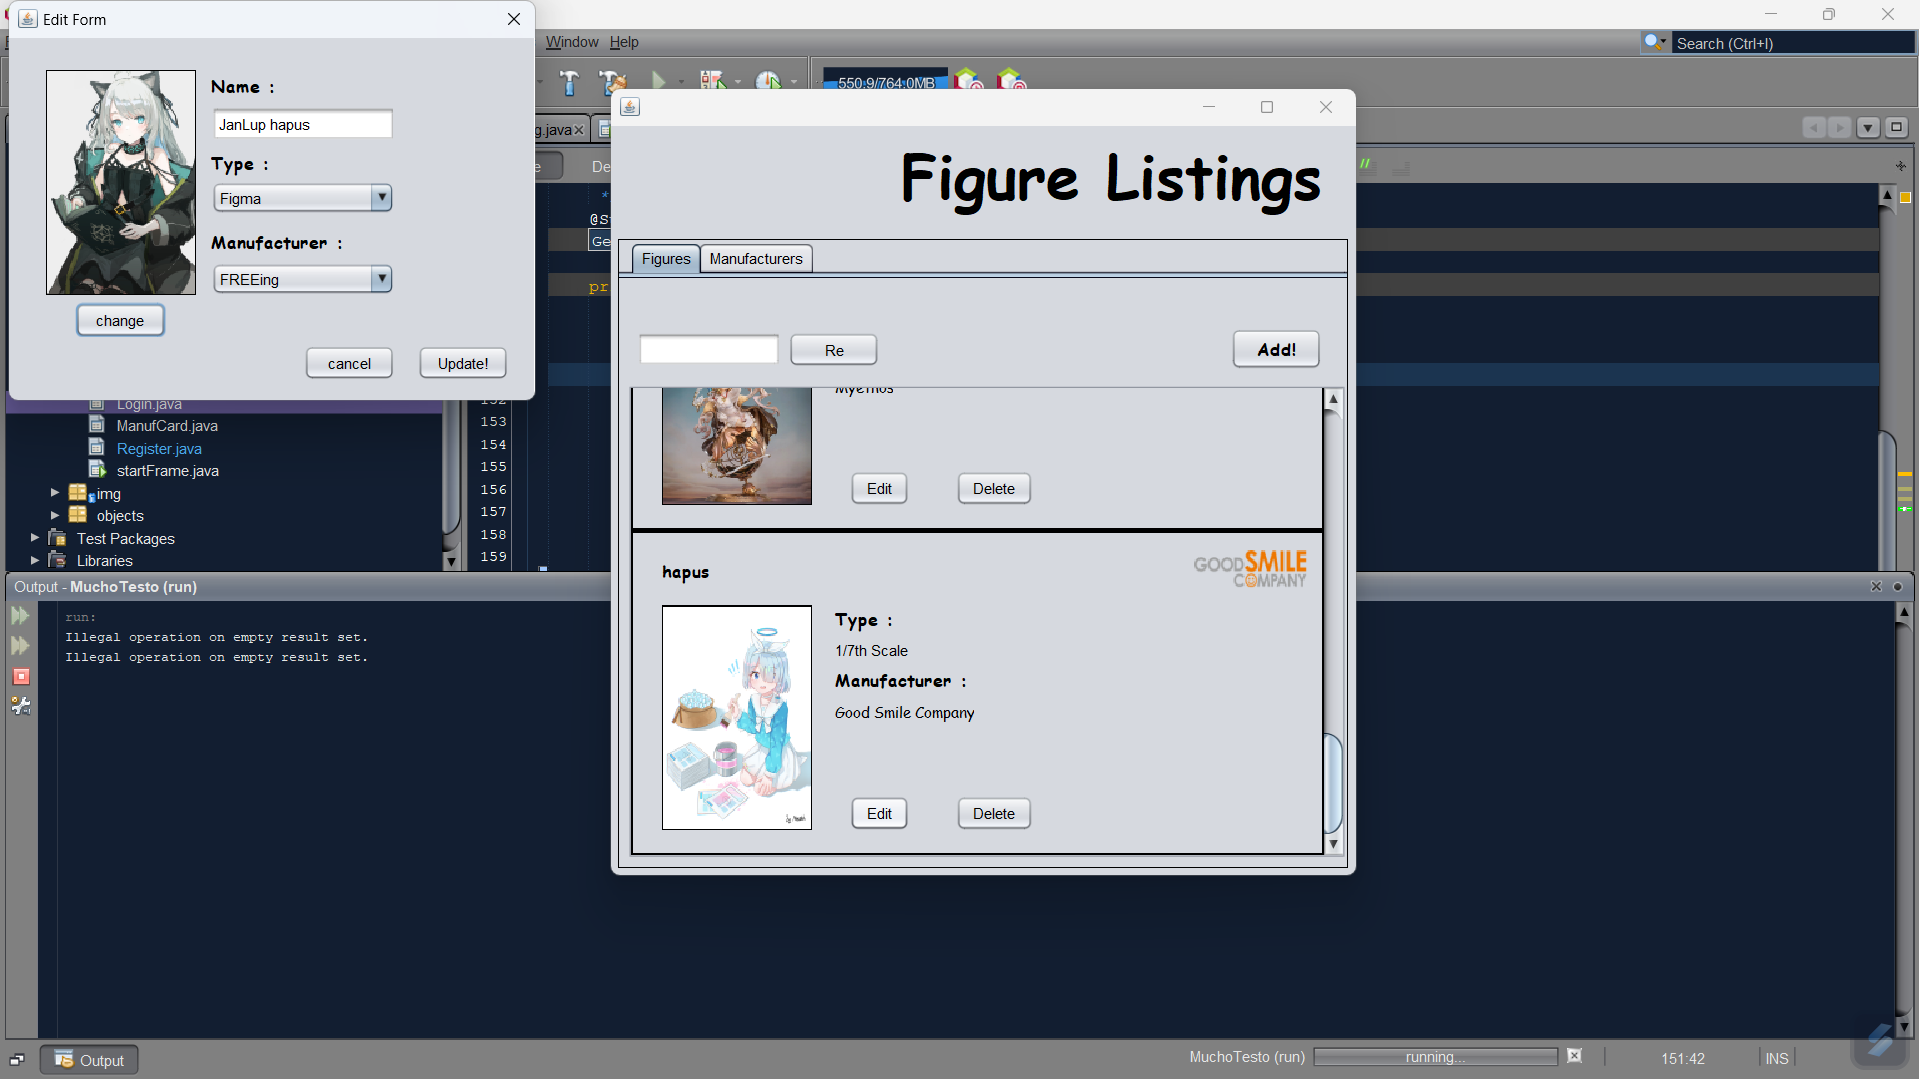 Edit Form
Name :
JanLup hapus
Type :
Figma
Manufacturer :
FREEing
change
cancel
Update!
Window Help
Search (Ctrl+I)
550.9/764.0MB
g.java
De
*
@S
Ge
pr
Login.java
ManufCard.java
Register.java
startFrame.java
img
objects
Test Packages
Libraries
152
153
154
155
156
157
158
159
Figure Listings
Figures
Manufacturers
Re
Add!
Myethos
Edit
Delete
hapus
GOODSMILE
COMPANY
Type :
1/7th Scale
Manufacturer :
Good Smile Company
Edit
Delete
Output - MuchoTesto (run)
run:
Illegal operation on empty result set.
Illegal operation on empty result set.
Output
MuchoTesto (run)
running...
151:42
INS